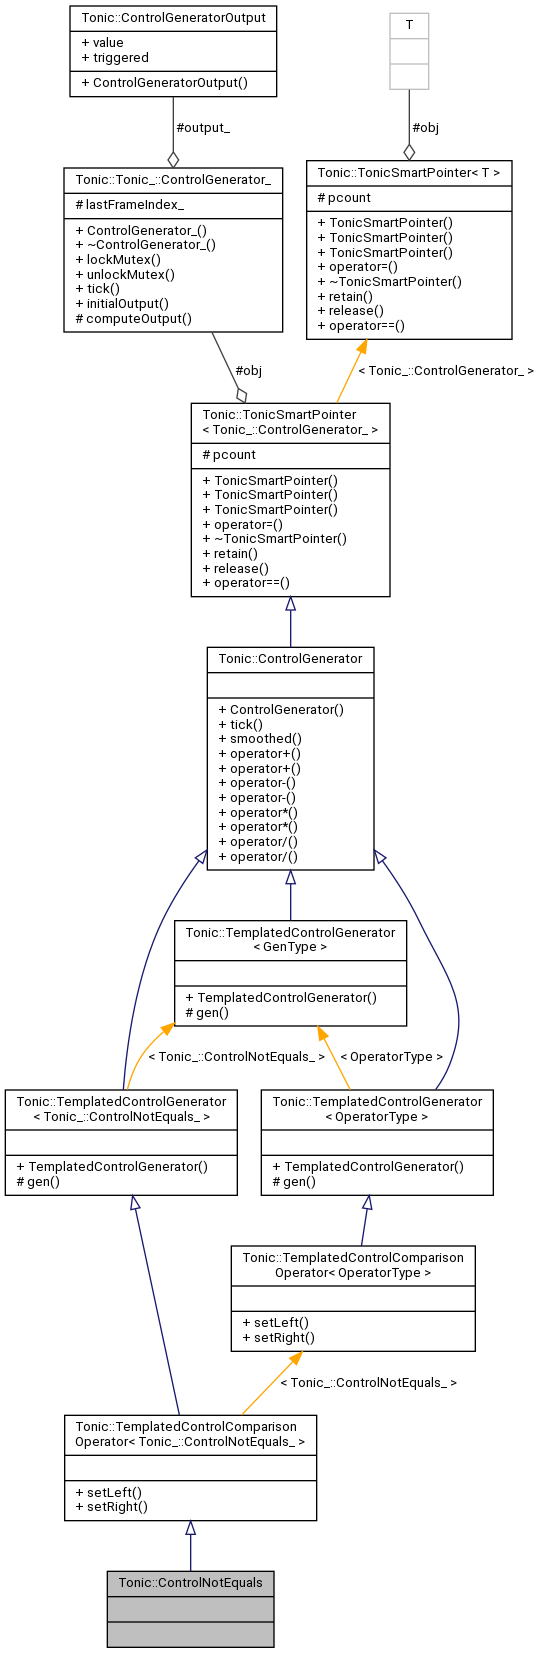 Tonic::ControlGeneratorOutput
+ value
+ triggered
+ ControlGeneratorOutput()
T
#output_
#obj
Tonic::Tonic_::ControlGenerator_
# lastFrameIndex_
+ ControlGenerator_()
+ ~ControlGenerator_()
+ lockMutex()
+ unlockMutex()
+ tick()
+ initialOutput()
# computeOutput()
Tonic::TonicSmartPointer< T >
# pcount
+ TonicSmartPointer()
+ TonicSmartPointer()
+ TonicSmartPointer()
+ operator=()
+ ~TonicSmartPointer()
+ retain()
+ release()
+ operator==()
#obj
< Tonic_::ControlGenerator_ >
Tonic::TonicSmartPointer
< Tonic_::ControlGenerator_ >
# pcount
+ TonicSmartPointer()
+ TonicSmartPointer()
+ TonicSmartPointer()
+ operator=()
+ ~TonicSmartPointer()
+ retain()
+ release()
+ operator==()
Tonic::ControlGenerator
+ ControlGenerator()
+ tick()
+ smoothed()
+ operator+()
+ operator+()
+ operator-()
+ operator-()
+ operator*()
+ operator*()
+ operator/()
+ operator/()
Tonic::TemplatedControlGenerator
< GenType >
+ TemplatedControlGenerator()
# gen()
< Tonic_::ControlNotEquals_ >
< OperatorType >
Tonic::TemplatedControlGenerator
< Tonic_::ControlNotEquals_ >
+ TemplatedControlGenerator()
# gen()
Tonic::TemplatedControlGenerator
< OperatorType >
+ TemplatedControlGenerator()
# gen()
Tonic::TemplatedControlComparison
Operator< OperatorType >
+ setLeft()
+ setRight()
< Tonic_::ControlNotEquals_ >
Tonic::TemplatedControlComparison
Operator< Tonic_::ControlNotEquals_ >
+ setLeft()
+ setRight()
Tonic::ControlNotEquals